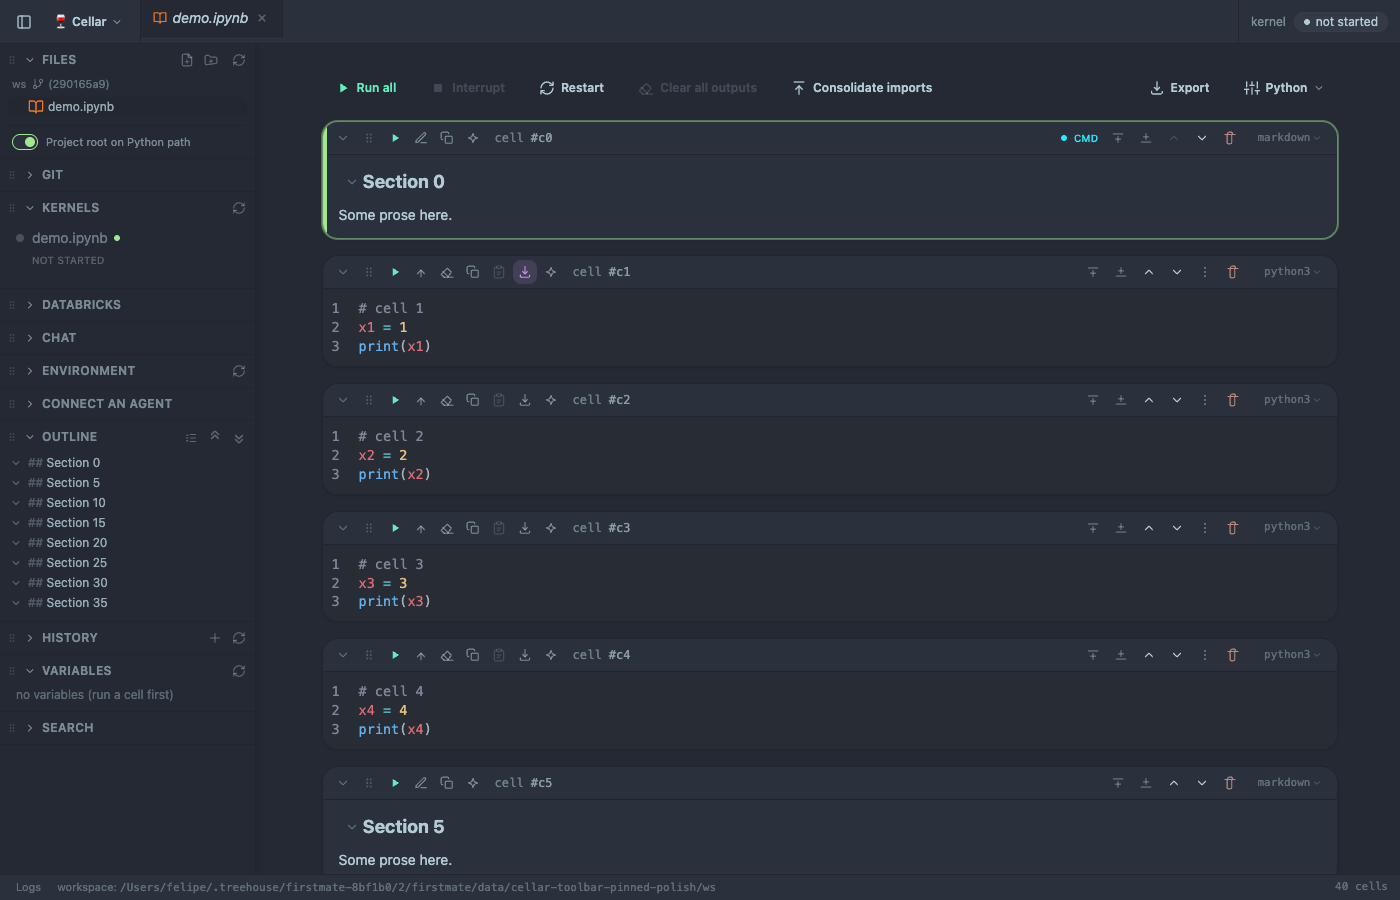 Cellar
demo.ipynb
kernel
not started
FILES
ws (290165a9)
demo.ipynb
Project root on Python path
GIT
KERNELS
demo.ipynb
NOT STARTED
DATABRICKS
CHAT
ENVIRONMENT
CONNECT AN AGENT
OUTLINE
## Section 0
## Section 5
## Section 10
## Section 15
## Section 20
## Section 25
## Section 30
## Section 35
HISTORY
VARIABLES
no variables (run a cell first)
SEARCH
Run all Interrupt Restart Clear all outputs Consolidate imports Export Python
cell #c0 CMD markdown
Section 0
Some prose here.
cell #c1 python3
1 # cell 1
2 x1 = 1
3 print(x1)
cell #c2 python3
1 # cell 2
2 x2 = 2
3 print(x2)
cell #c3 python3
1 # cell 3
2 x3 = 3
3 print(x3)
cell #c4 python3
1 # cell 4
2 x4 = 4
3 print(x4)
cell #c5 markdown
Section 5
Some prose here.
Logs workspace: /Users/felipe/.treehouse/firstmate-8bf1b0/2/firstmate/data/cellar-toolbar-pinned-polish/ws 40 cells